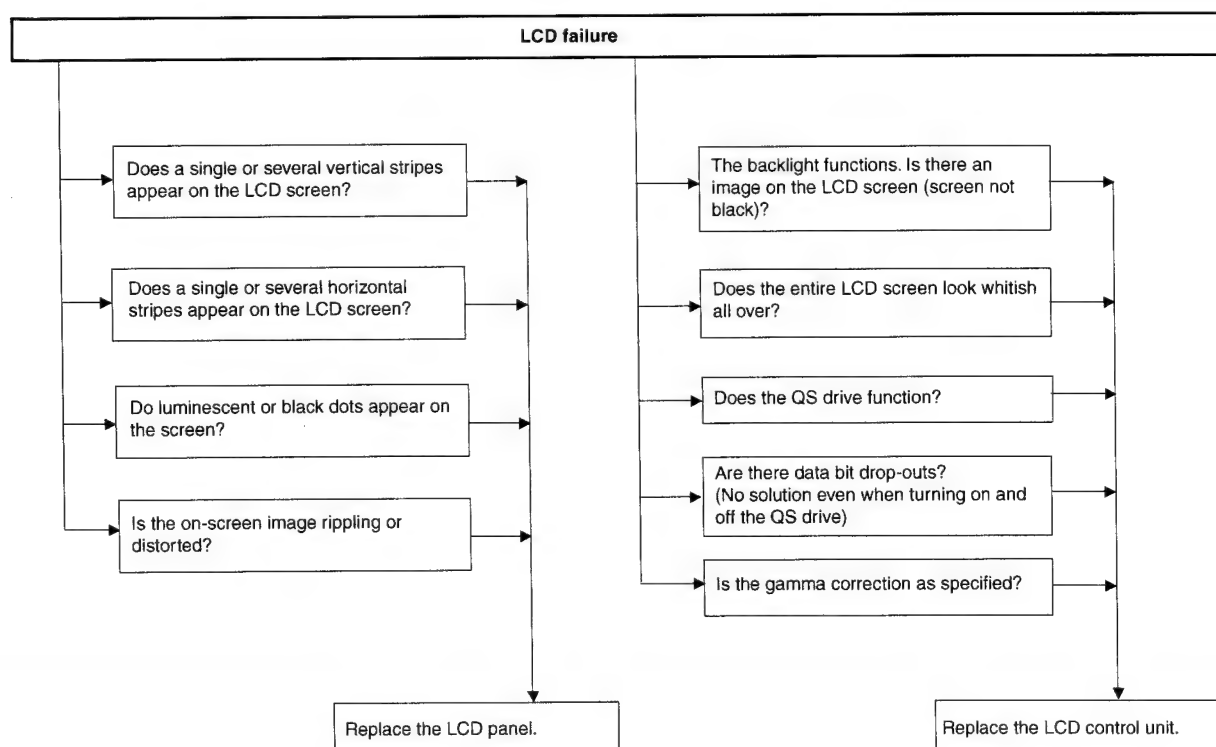 LCD failure
Does a single or several vertical stripes
appear on the LCD screen?
Does a single or several horizontal
stripes appear on the LCD screen?
Do luminescent or black dots appear on
the screen?
Is the on-screen image rippling or
distorted?
Replace the LCD panel.
The backlight functions. Is there an
image on the LCD screen (screen not
black)?
Does the entire LCD screen look whitish
all over?
Does the QS drive function?
Are there data bit drop-outs?
(No solution even when turning on and
off the QS drive)
Is the gamma correction as specified?
Replace the LCD control unit.